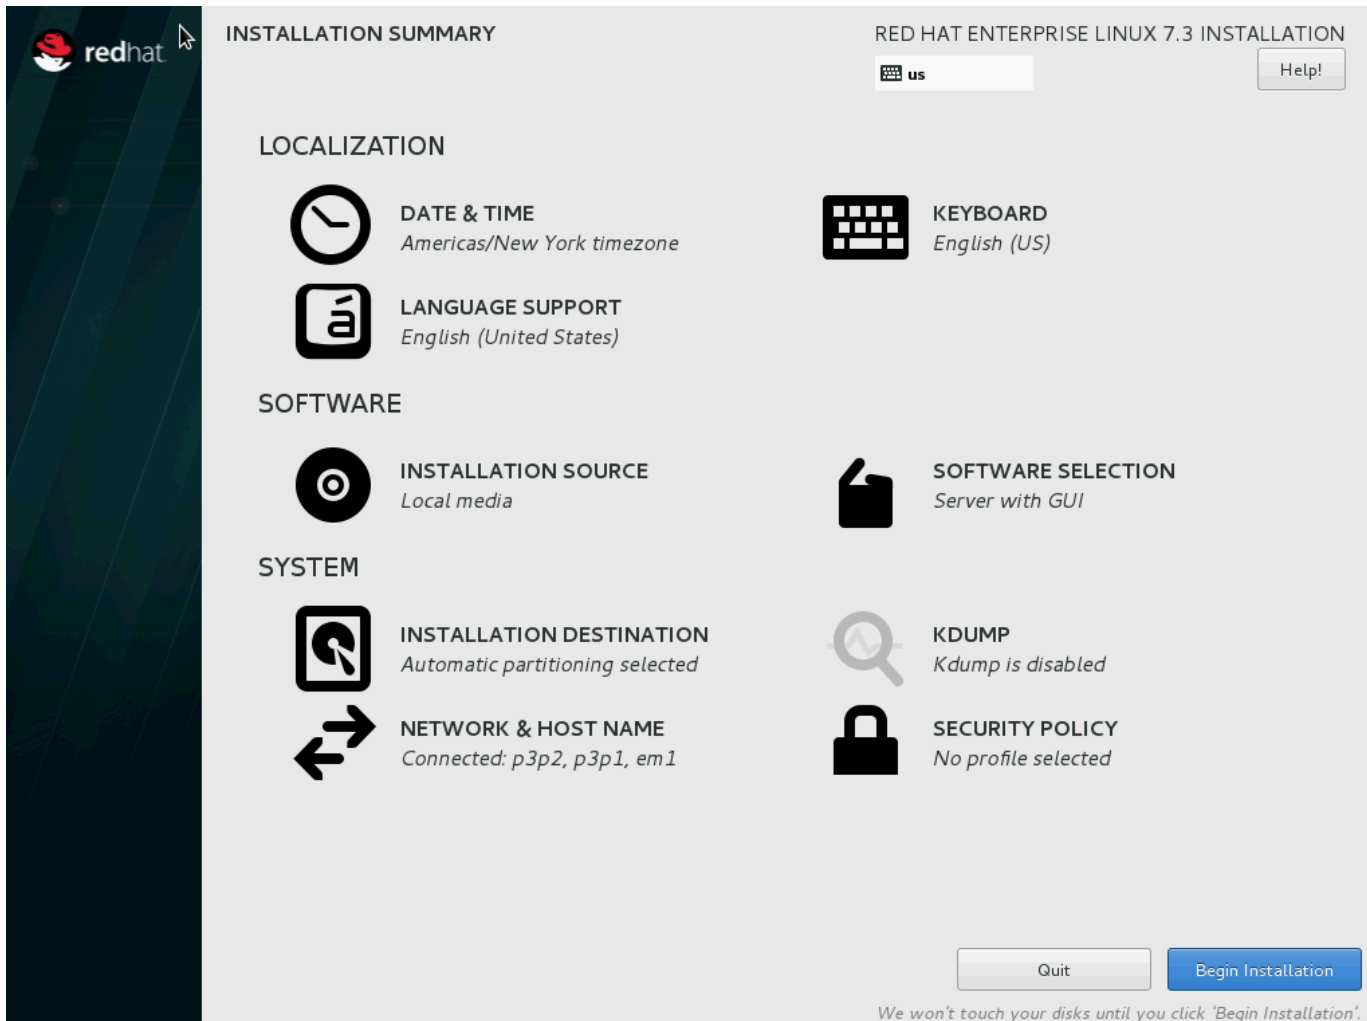 redhat
INSTALLATION SUMMARY
RED HAT ENTERPRISE LINUX 7.3 INSTALLATION
us
Help!
LOCALIZATION
DATE & TIME
Americas/New York timezone
KEYBOARD
English (US)
á
LANGUAGE SUPPORT
English (United States)
SOFTWARE
INSTALLATION SOURCE
Local media
SOFTWARE SELECTION
Server with GUI
SYSTEM
INSTALLATION DESTINATION
Automatic partitioning selected
KDUMP
Kdump is disabled
NETWORK & HOST NAME
Connected: p3p2, p3p1, em1
SECURITY POLICY
No profile selected
Quit
Begin Installation
We won't touch your disks until you click 'Begin Installation'.